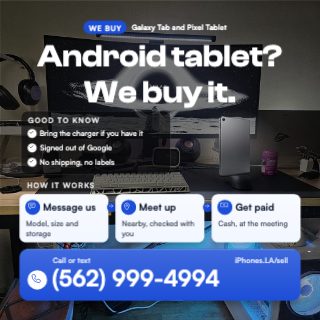 WE BUY Galaxy Tab and Pixel Tablet
Android tablet?
We buy it.
GOOD TO KNOW
Bring the charger if you have it
Signed out of Google
No shipping, no labels
HOW IT WORKS
Message us
Model, size and
storage
Meet up
Nearby, checked with
you
Get paid
Cash, at the meeting
Call or text
iPhones.LA/sell
(562) 999-4994